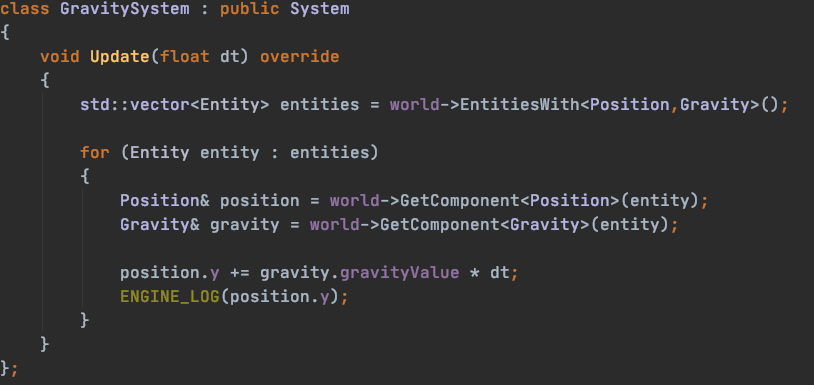 class GravitySystem : public System
{
    void Update(float dt) override
    {
        std::vector<Entity> entities = world->EntitiesWith<Position,Gravity>();

        for (Entity entity : entities)
        {
            Position& position = world->GetComponent<Position>(entity);
            Gravity& gravity = world->GetComponent<Gravity>(entity);

            position.y += gravity.gravityValue * dt;
            ENGINE_LOG(position.y);
        }
    }
};